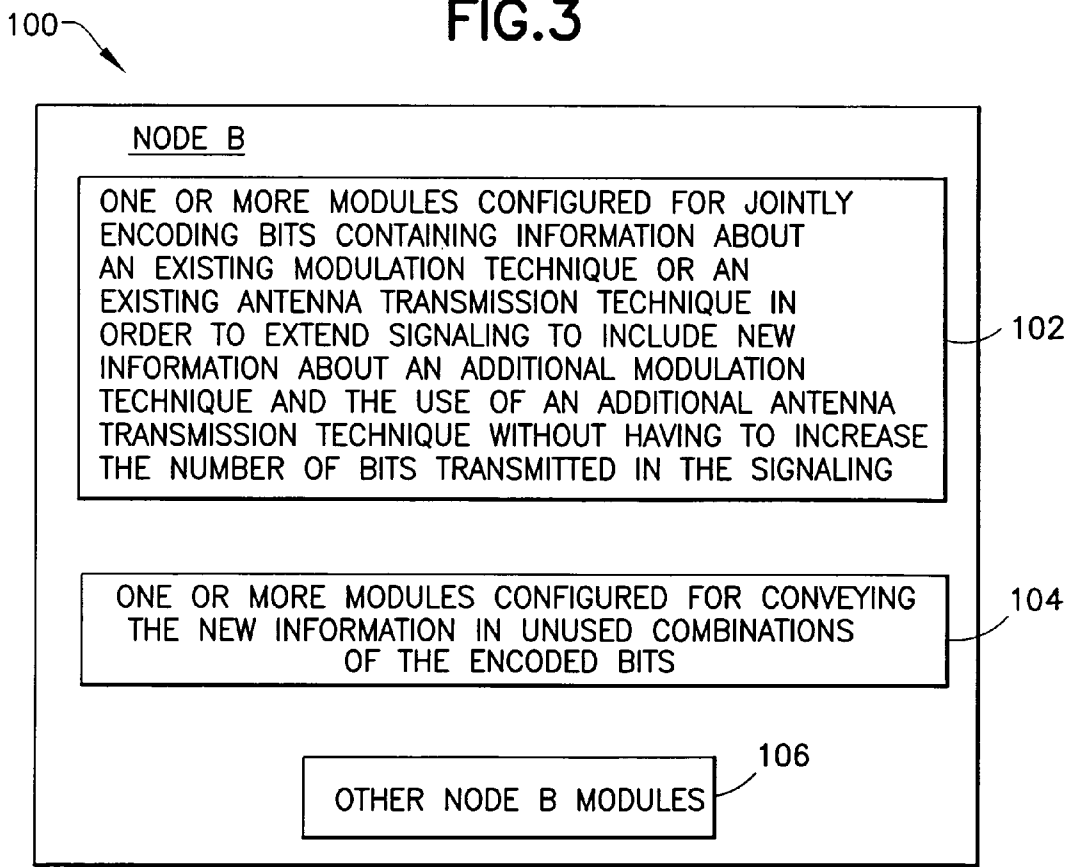 FIG.3
100
NODE B
ONE OR MORE MODULES CONFIGURED FOR JOINTLY
ENCODING BITS CONTAINING INFORMATION ABOUT
AN EXISTING MODULATION TECHNIQUE OR AN
EXISTING ANTENNA TRANSMISSION TECHNIQUE IN
ORDER TO EXTEND SIGNALING TO INCLUDE NEW
INFORMATION ABOUT AN ADDITIONAL MODULATION
TECHNIQUE AND THE USE OF AN ADDITIONAL ANTENNA
TRANSMISSION TECHNIQUE WITHOUT HAVING TO INCREASE
THE NUMBER OF BITS TRANSMITTED IN THE SIGNALING
102
ONE OR MORE MODULES CONFIGURED FOR CONVEYING
THE NEW INFORMATION IN UNUSED COMBINATIONS
OF THE ENCODED BITS
104
106
OTHER NODE B MODULES